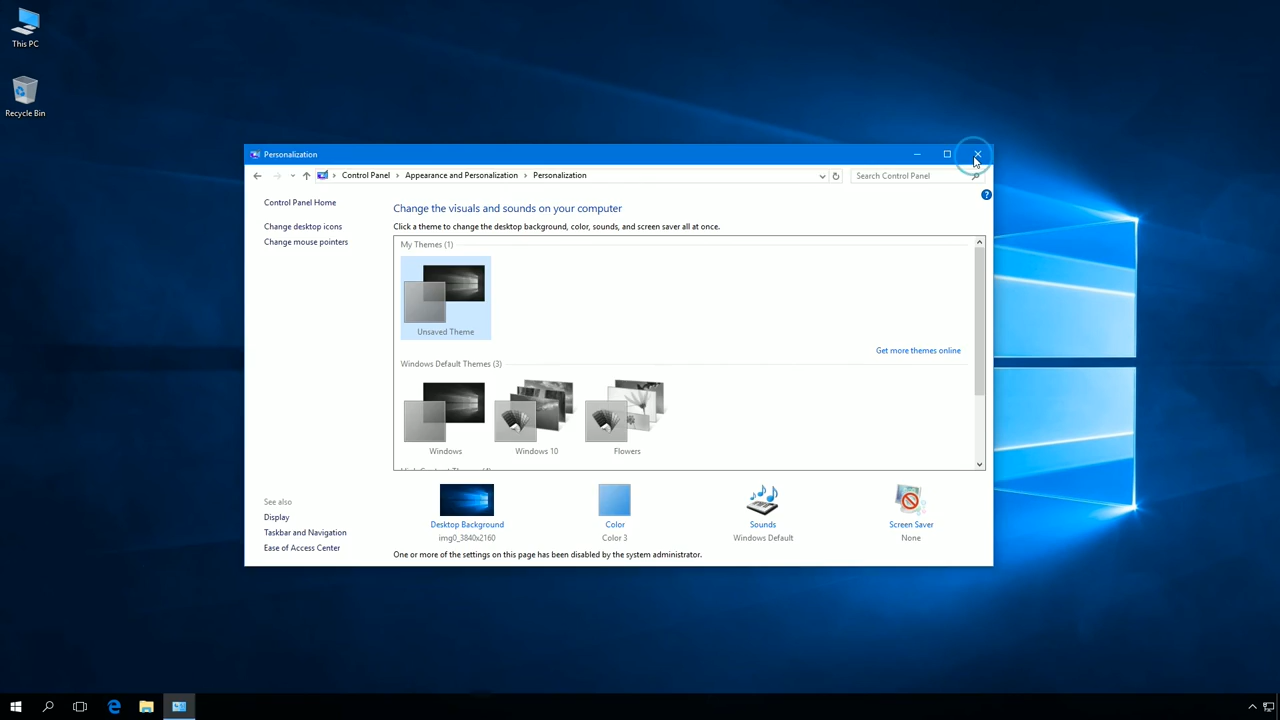 This PC
Recycle Bin
Personalization
Control Panel
Appearance and Personalization
Personalization
Search Control Panel
Control Panel Home
Change desktop icons
Change mouse pointers
Change the visuals and sounds on your computer
Click a theme to change the desktop background, color, sounds, and screen saver all at once.
My Themes (1)
Unsaved Theme
Get more themes online
Windows Default Themes (3)
Windows
Windows 10
Flowers
See also
Display
Taskbar and Navigation
Ease of Access Center
Desktop Background
img0_3840x2160
Color
Color 3
Sounds
Windows Default
Screen Saver
None
One or more of the settings on this page has been disabled by the system administrator.